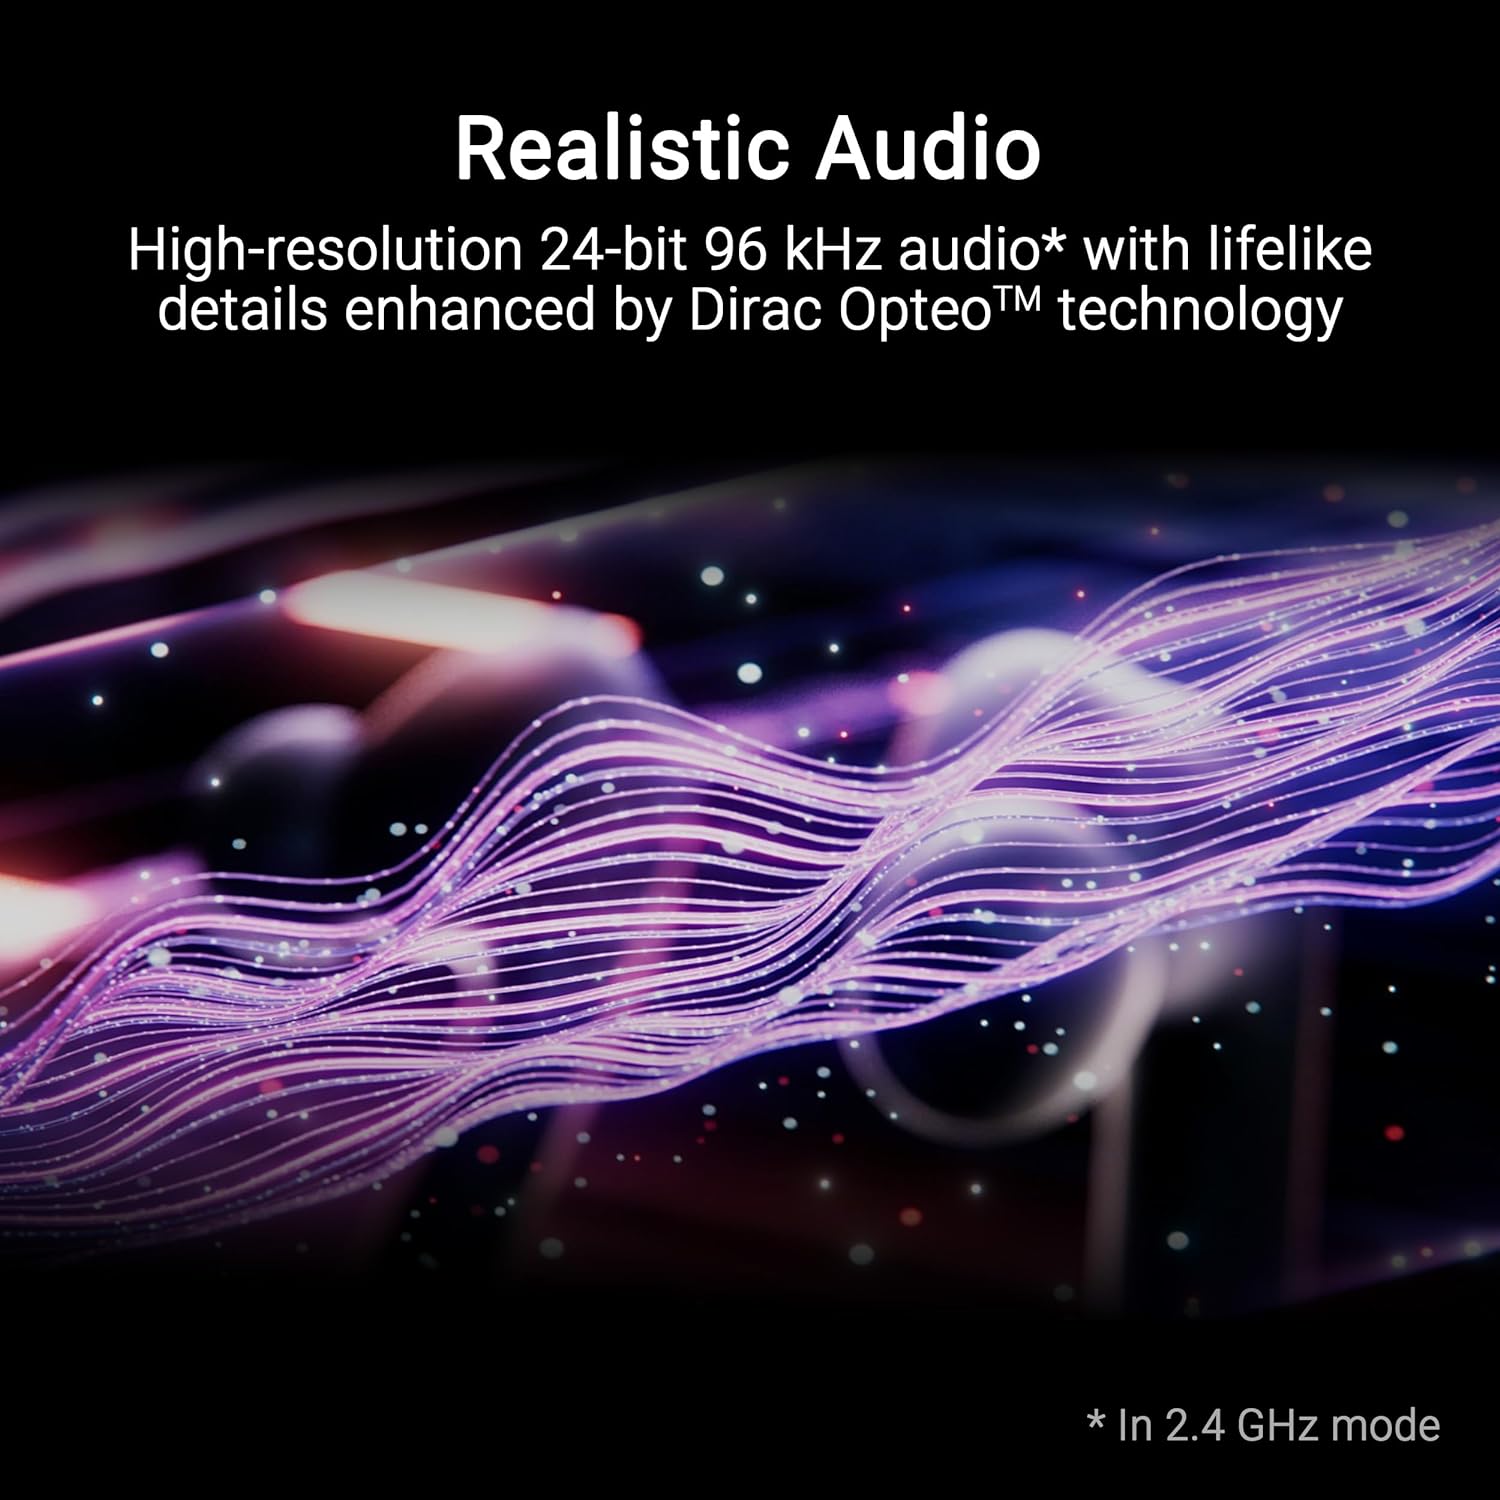 Realistic Audio
High-resolution 24-bit 96 kHz audio* with lifelike
details enhanced by Dirac Opteo™ technology
* In 2.4 GHz mode